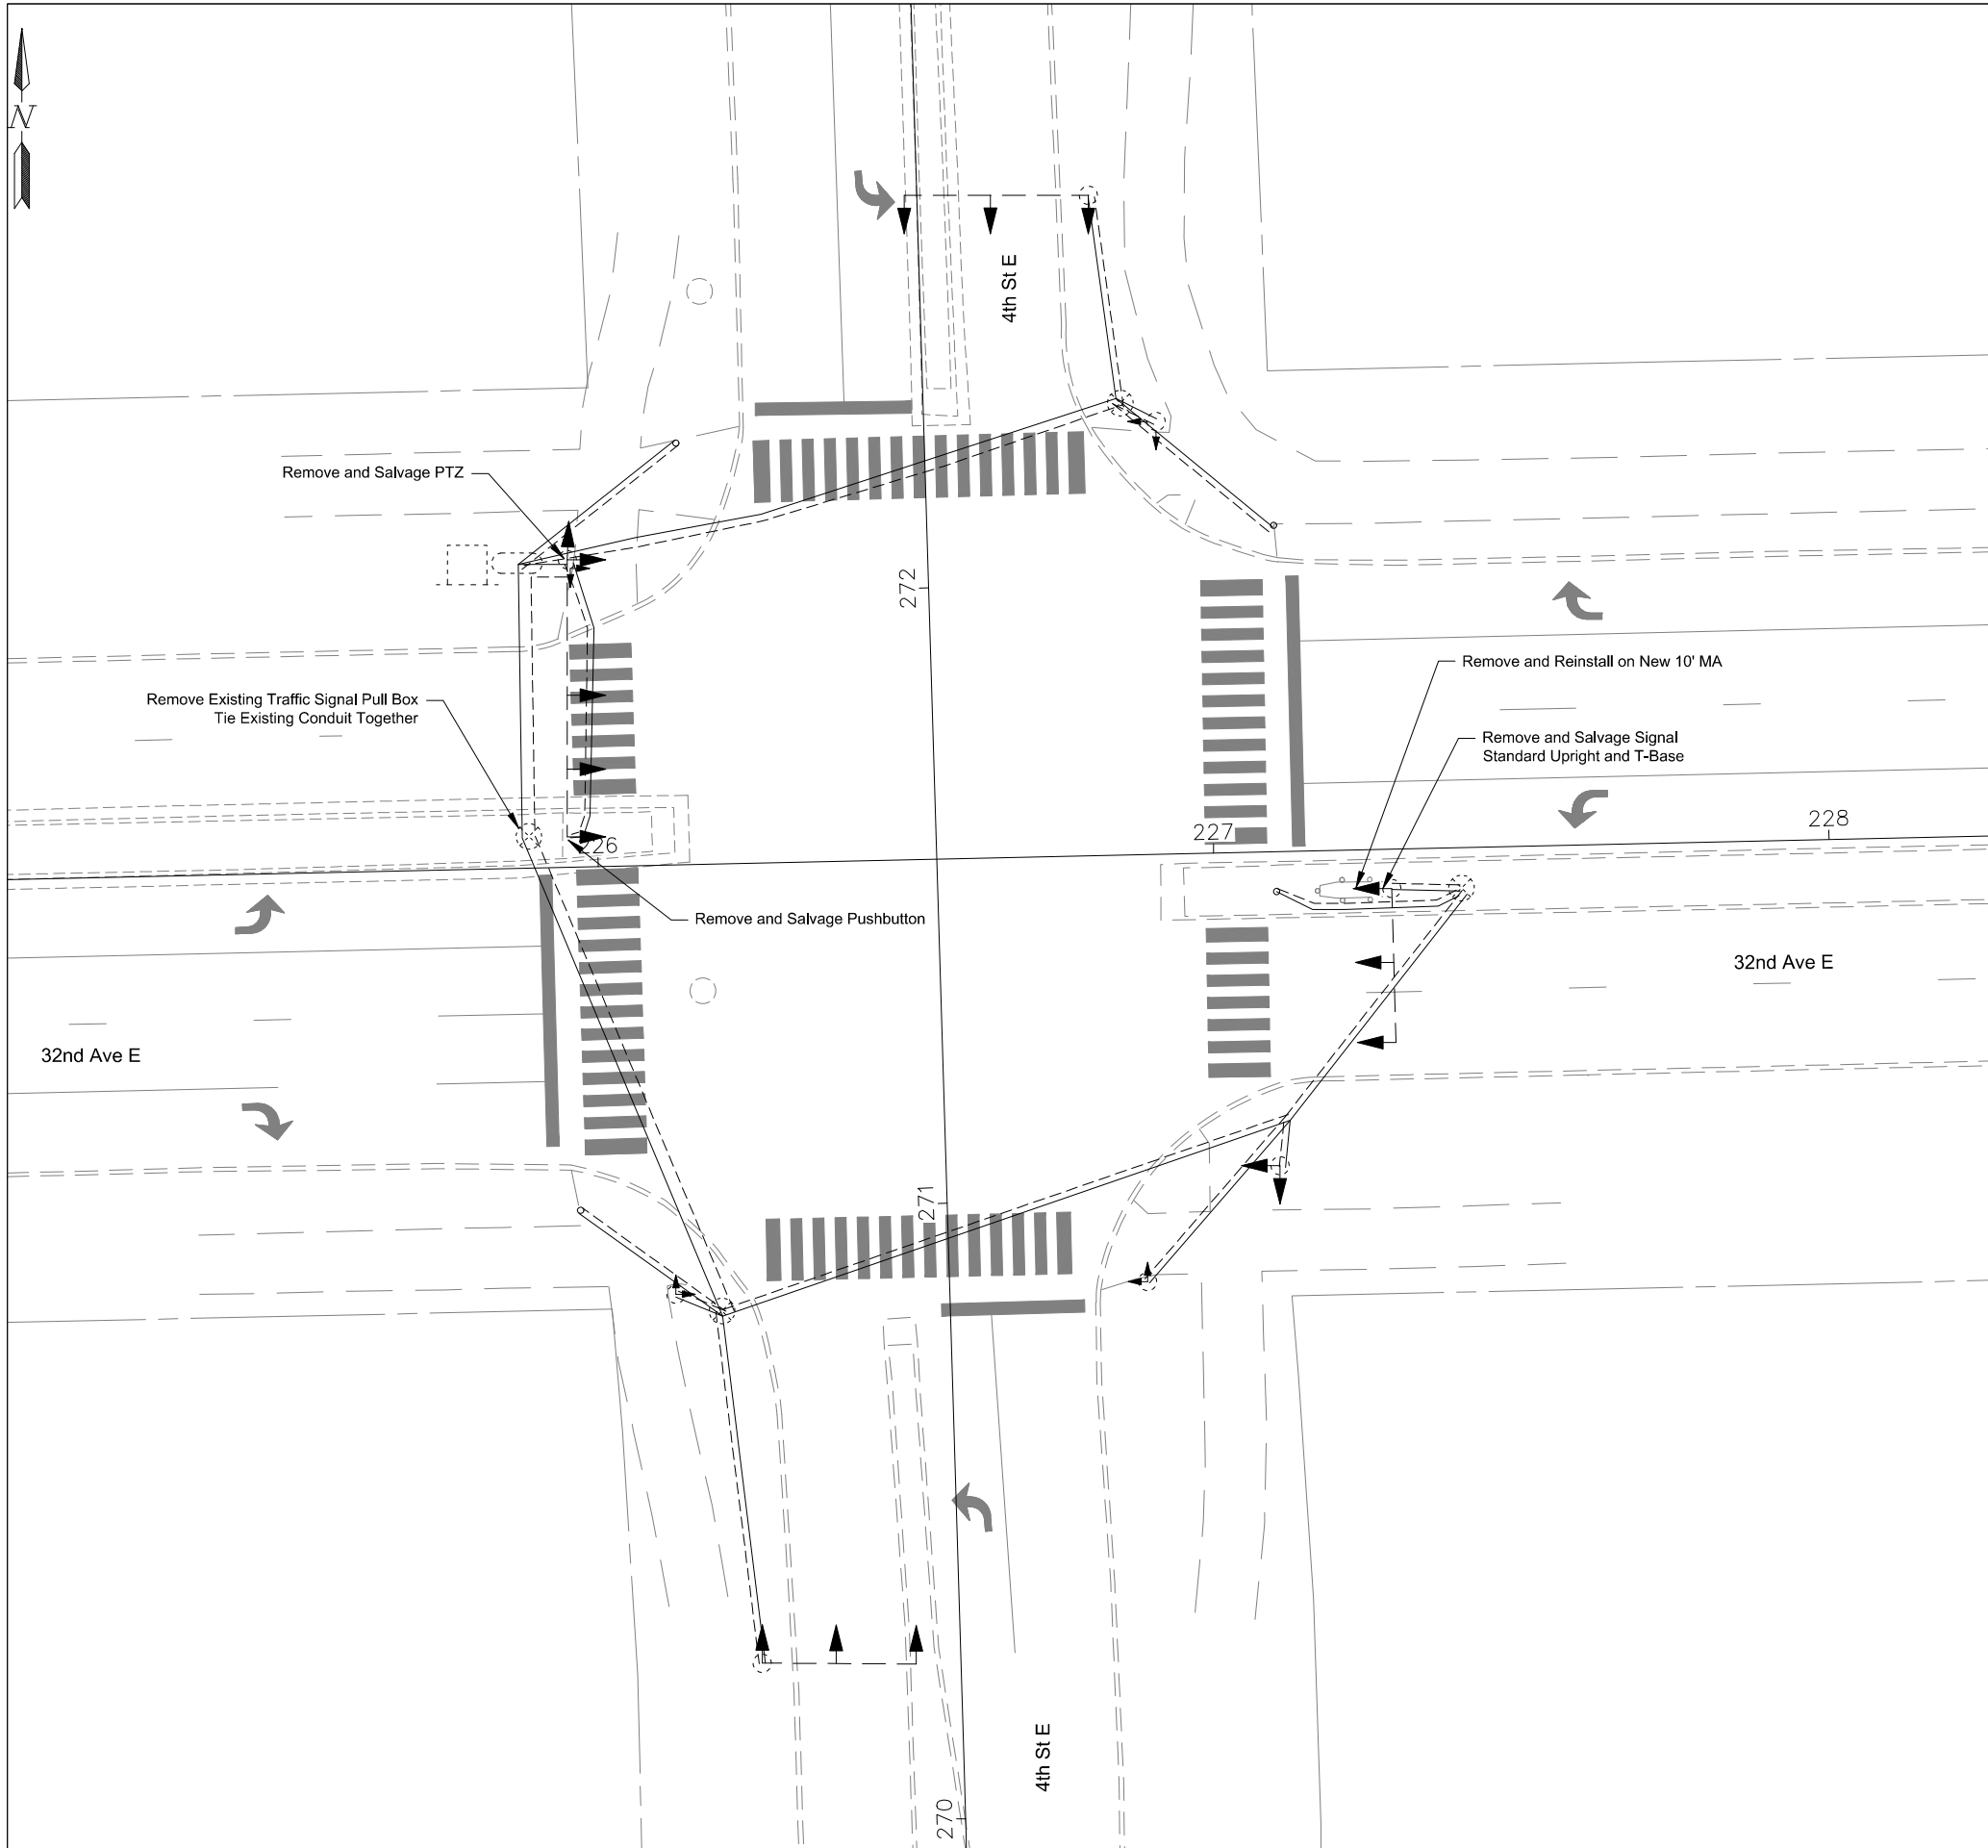 N
4th St E
Remove and Salvage PTZ
272
Remove and Reinstall on New 10' MA
Remove Existing Traffic Signal Pull Box
Tie Existing Conduit Together
Remove and Salvage Signal
Standard Upright and T-Base
226
227
228
Remove and Salvage Pushbutton
32nd Ave E
32nd Ave E
271
4th St E
270